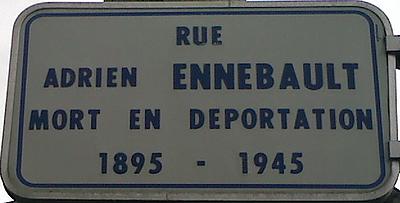 RUE
ADRIEN ENNEBAULT
MORT EN DEPORTATION
1895 - 1945